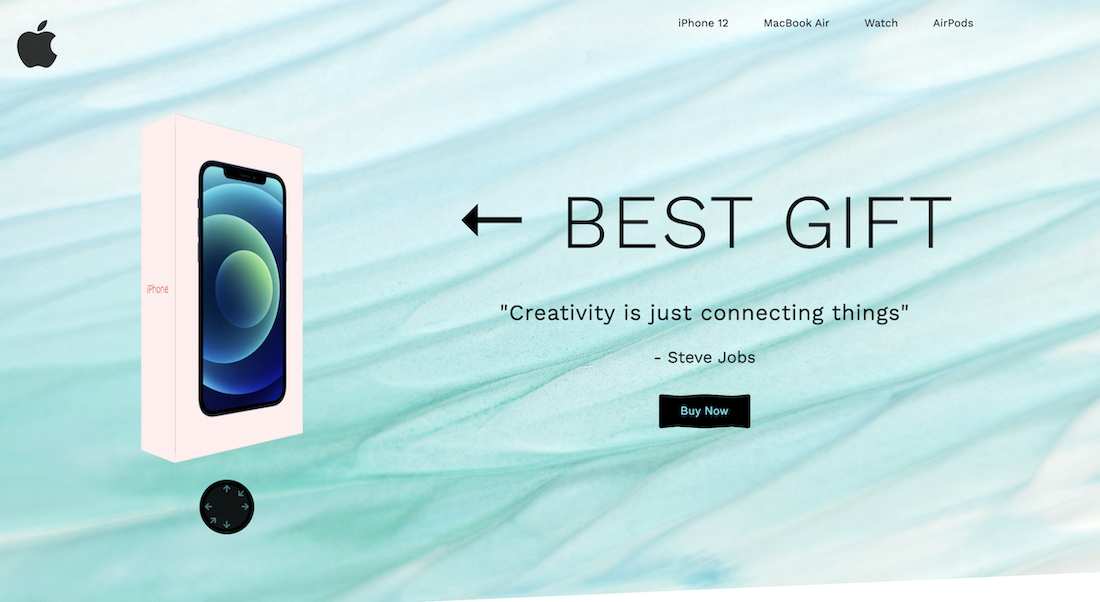 iPhone 12 MacBook Air Watch AirPods
BEST GIFT
"Creativity is just connecting things"
- Steve Jobs
Buy Now
iPhone